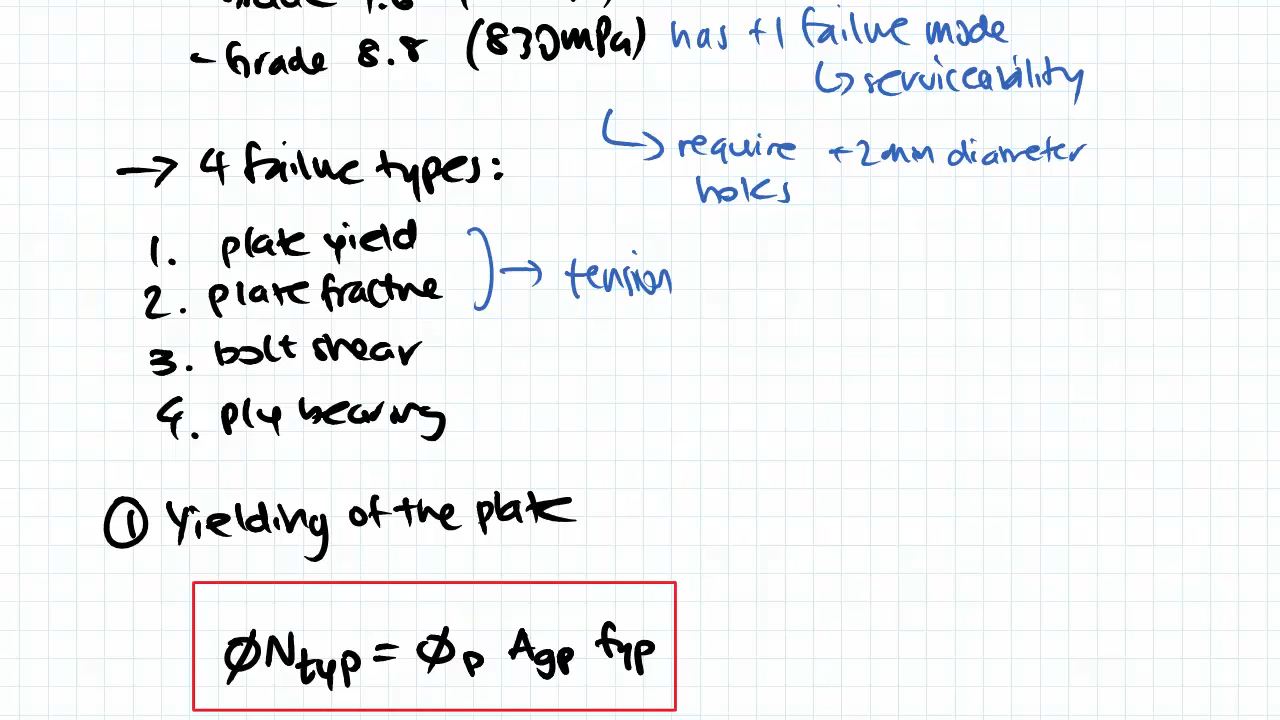 - Grade 8.8 (830mPa) has +1 failure mode
↳ serviceability
↳ require +2mm diameter
holes
→ 4 failure types:
1. plate yield
2. plate fracture
→ tension
3. bolt shear
4. ply bearing
① Yielding of the plate
ØNtyp = Øp Agp fyp